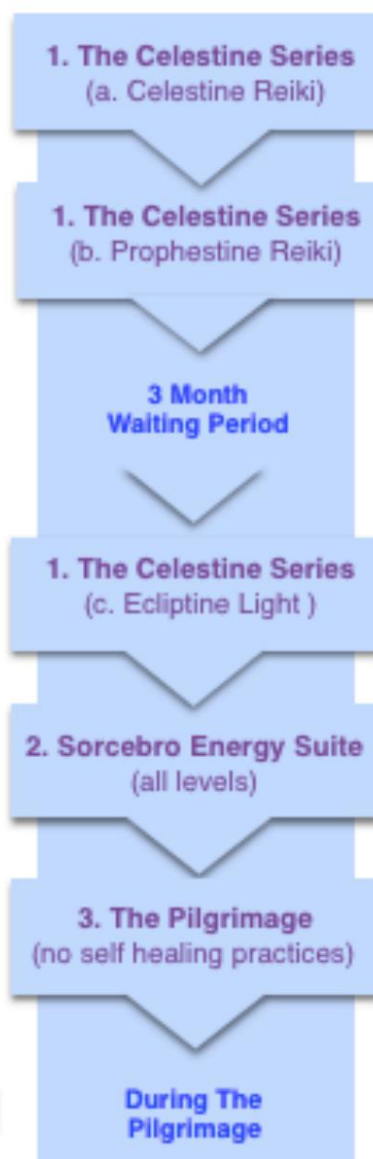 1. The Celestine Series
(a. Celestine Reiki)
1. The Celestine Series
(b. Prophestine Reiki)
3 Month
Waiting Period
1. The Celestine Series
(c. Ecliptine Light )
2. Sorcebro Energy Suite
(all levels)
3. The Pilgrimage
(no self healing practices)
During The
Pilgrimage